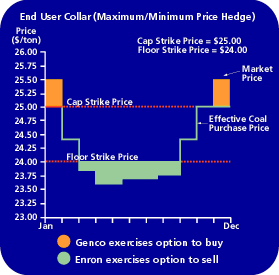 End User Collar (Maximum/Minimum Price Hedge)
Price
($/ton)
Cap Strike Price = $25.00
Floor Strike Price = $24.00
26.00
25.75
25.50
25.25
25.00
24.75
24.50
24.25
24.00
23.75
23.50
23.25
23.00
Market
Price
Cap Strike Price
Effective Coal
Purchase Price
Floor Strike Price
Jan
Dec
Genco exercises option to buy
Enron exercises option to sell